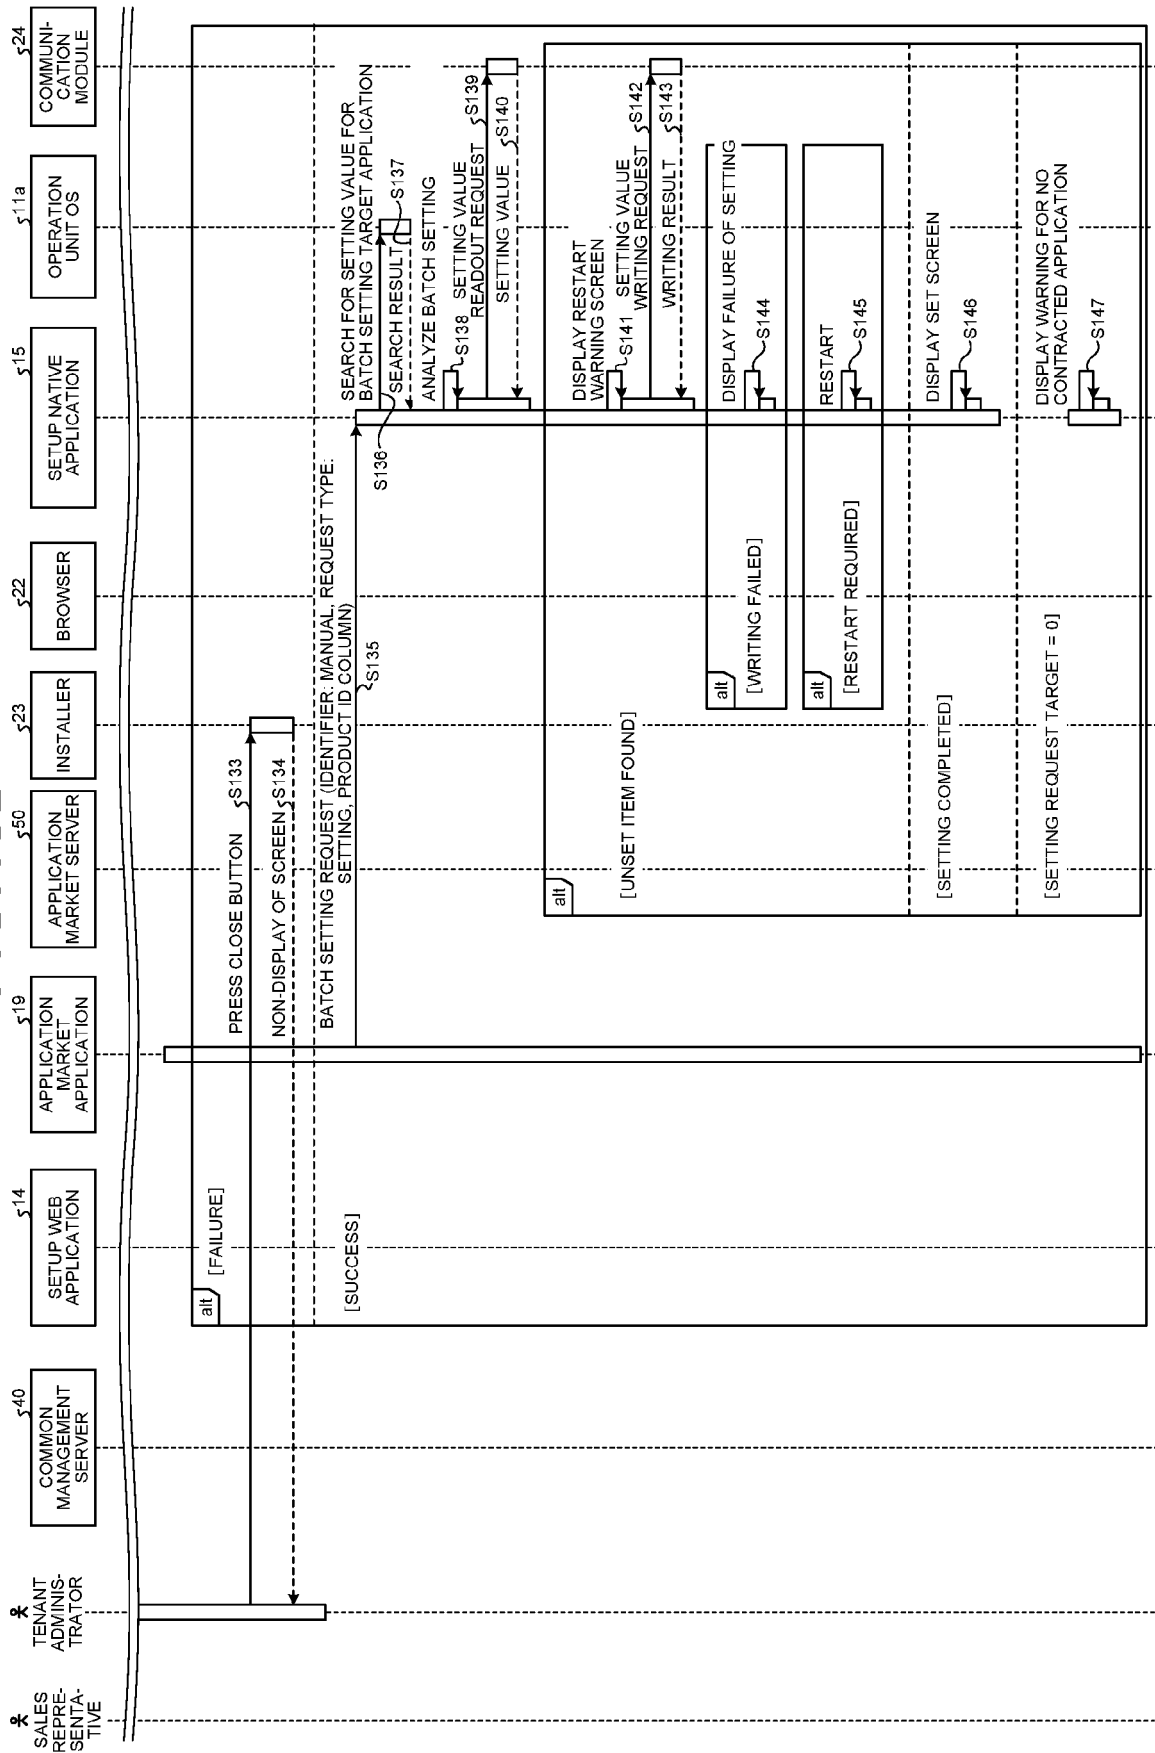 SALES
REPRE-
SENTA-
TIVE
TENANT
ADMINIS-
TRATOR
40
COMMON
MANAGEMENT
SERVER
14
SETUP WEB
APPLICATION
19
APPLICATION
MARKET
APPLICATION
50
APPLICATION
MARKET SERVER
23
INSTALLER
22
BROWSER
15
SETUP NATIVE
APPLICATION
11a
OPERATION
UNIT OS
24
COMMUNI-
CATION
MODULE
alt
[FAILURE]
PRESS CLOSE BUTTON
S133
NON-DISPLAY OF SCREEN
S134
[SUCCESS]
BATCH SETTING REQUEST (IDENTIFIER: MANUAL, REQUEST TYPE:
SETTING, PRODUCT ID COLUMN)
S135
SEARCH FOR SETTING VALUE FOR
BATCH SETTING TARGET APPLICATION
S136
SEARCH RESULT
S137
ANALYZE BATCH SETTING
S138
SETTING VALUE
READOUT REQUEST
S139
SETTING VALUE
S140
alt
[UNSET ITEM FOUND]
DISPLAY RESTART
WARNING SCREEN
S141
SETTING VALUE
WRITING REQUEST
S142
WRITING RESULT
S143
alt
[WRITING FAILED]
DISPLAY FAILURE OF SETTING
S144
alt
[RESTART REQUIRED]
RESTART
S145
[SETTING COMPLETED]
DISPLAY SET SCREEN
S146
[SETTING REQUEST TARGET = 0]
DISPLAY WARNING FOR NO
CONTRACTED APPLICATION
S147